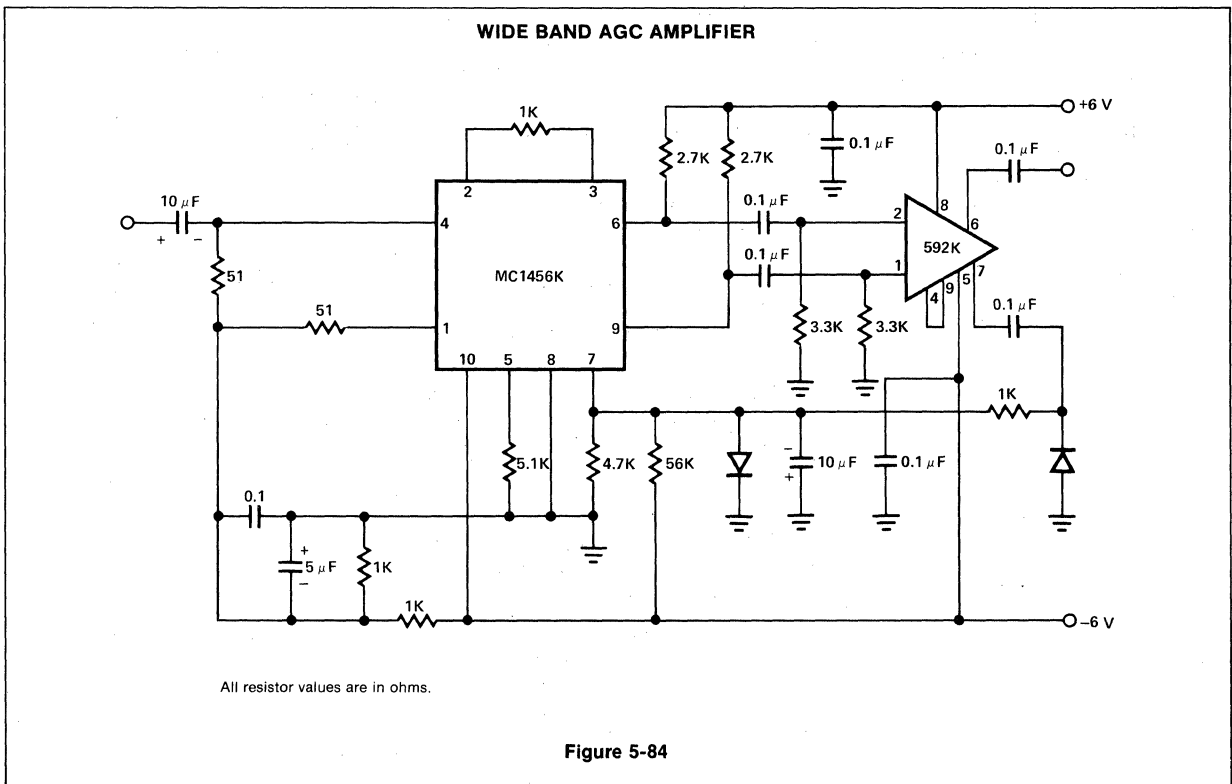 WIDE BAND AGC AMPLIFIER
1K
+6 V
2 3
2.7K 2.7K
0.1 µF
0.1 µF
10 µF
+ −
4
6
0.1 µF
2
8
6
51
MC1456K
592K
0.1 µF
1
7
5
9
4
51
1
9
0.1 µF
3.3K 3.3K
10 5 8 7
1K
5.1K
4.7K
56K
−
10 µF
+
0.1 µF
0.1
+
5 µF
−
1K
1K
−6 V
All resistor values are in ohms.
Figure 5-84